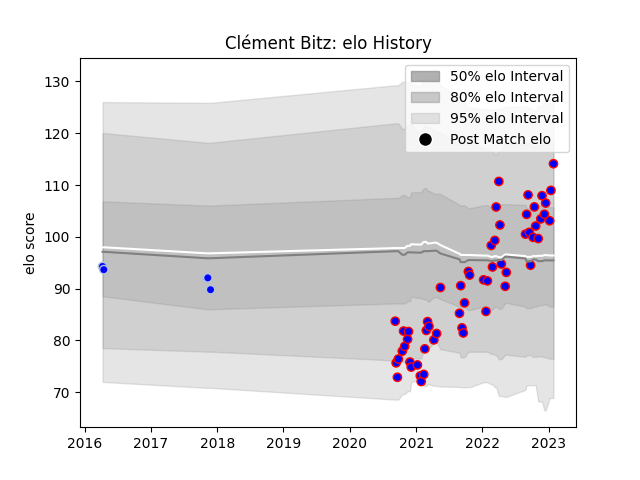 Clément Bitz: elo History
50% elo Interval
80% elo Interval
95% elo Interval
Post Match elo
elo score
130
120
110
100
90
80
70
2016 2017 2018 2019 2020 2021 2022 2023